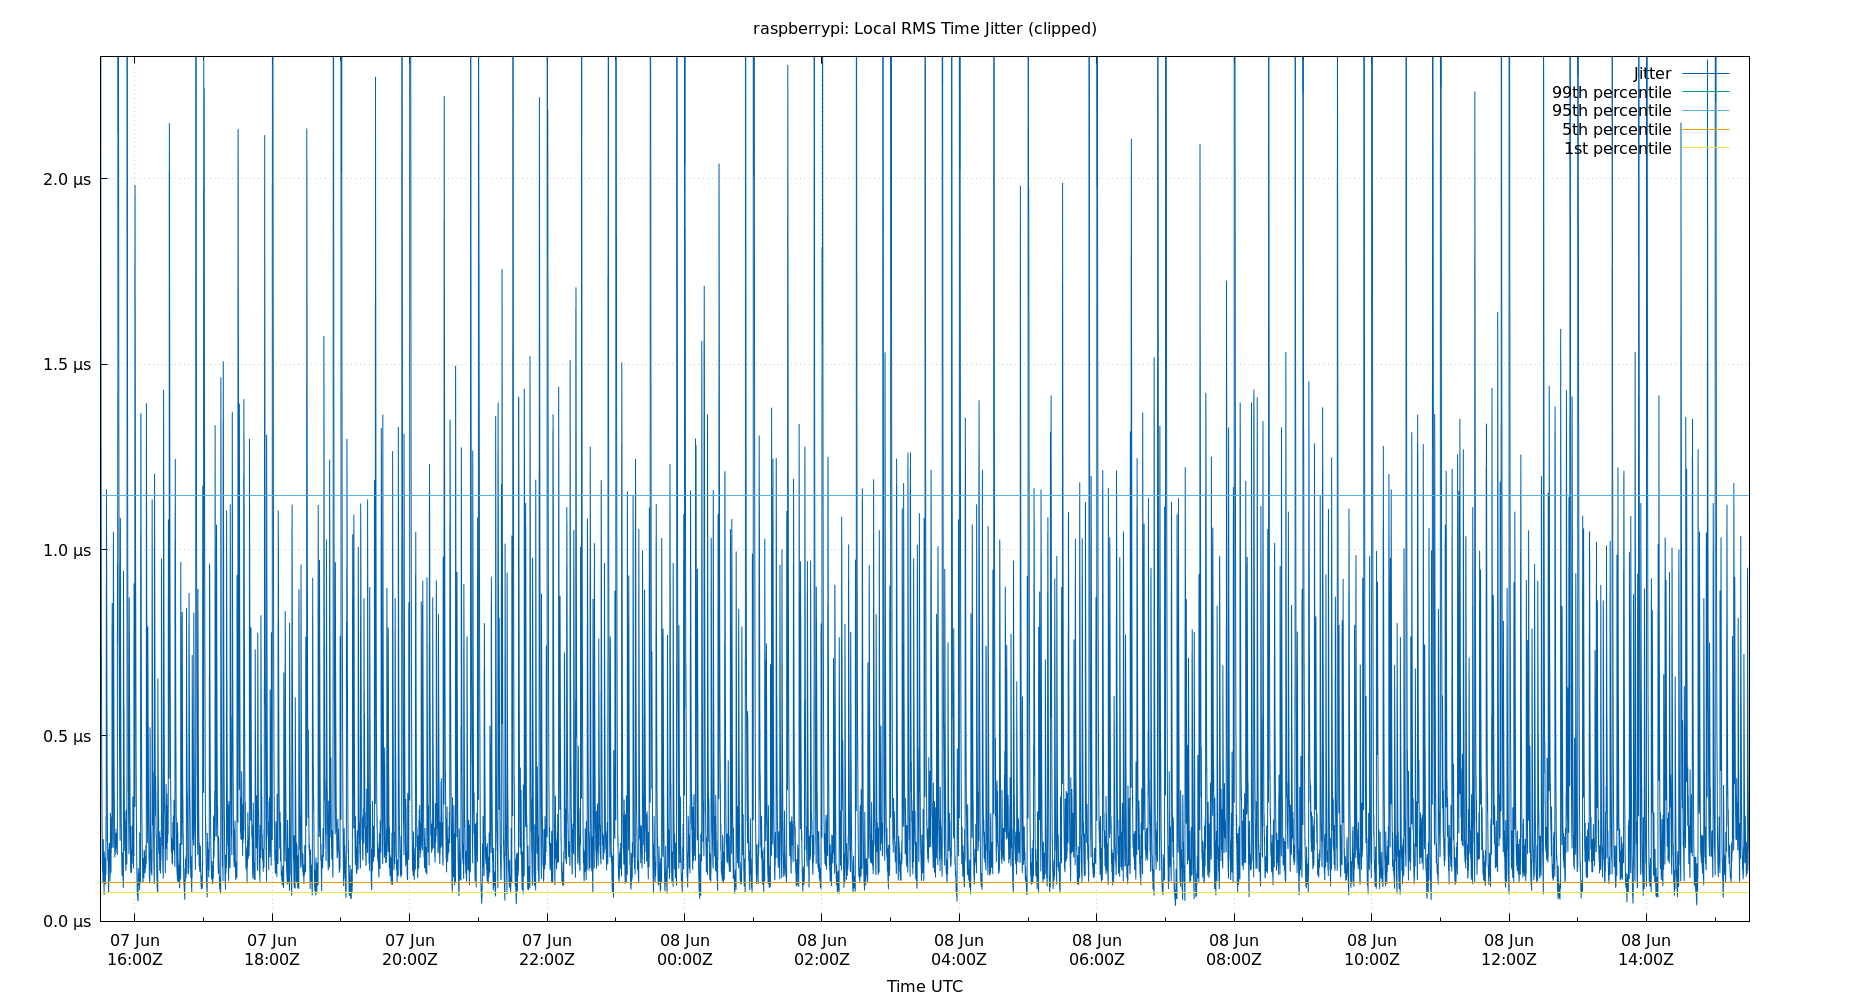 raspberrypi: Local RMS Time Jitter (clipped)
Jitter
99th percentile
95th percentile
5th percentile
1st percentile
2.0 μs
1.5 μs
1.0 μs
0.5 μs
0.0 μs
07 Jun 07 Jun 07 Jun 07 Jun 08 Jun 08 Jun 08 Jun 08 Jun 08 Jun 08 Jun 08 Jun 08 Jun
16:00Z 18:00Z 20:00Z 22:00Z 00:00Z 02:00Z 04:00Z 06:00Z 08:00Z 10:00Z 12:00Z 14:00Z
Time UTC